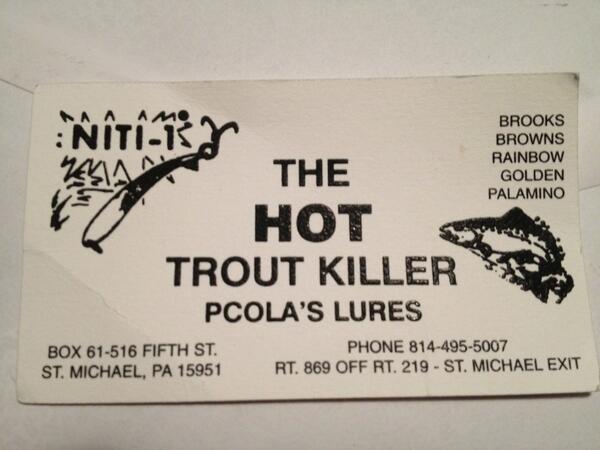 NITI-1
BROOKS
BROWNS
RAINBOW
GOLDEN
PALAMINO
THE
HOT
TROUT KILLER
PCOLA'S LURES
BOX 61-516 FIFTH ST.
ST. MICHAEL, PA 15951
PHONE 814-495-5007
RT. 869 OFF RT. 219 - ST. MICHAEL EXIT